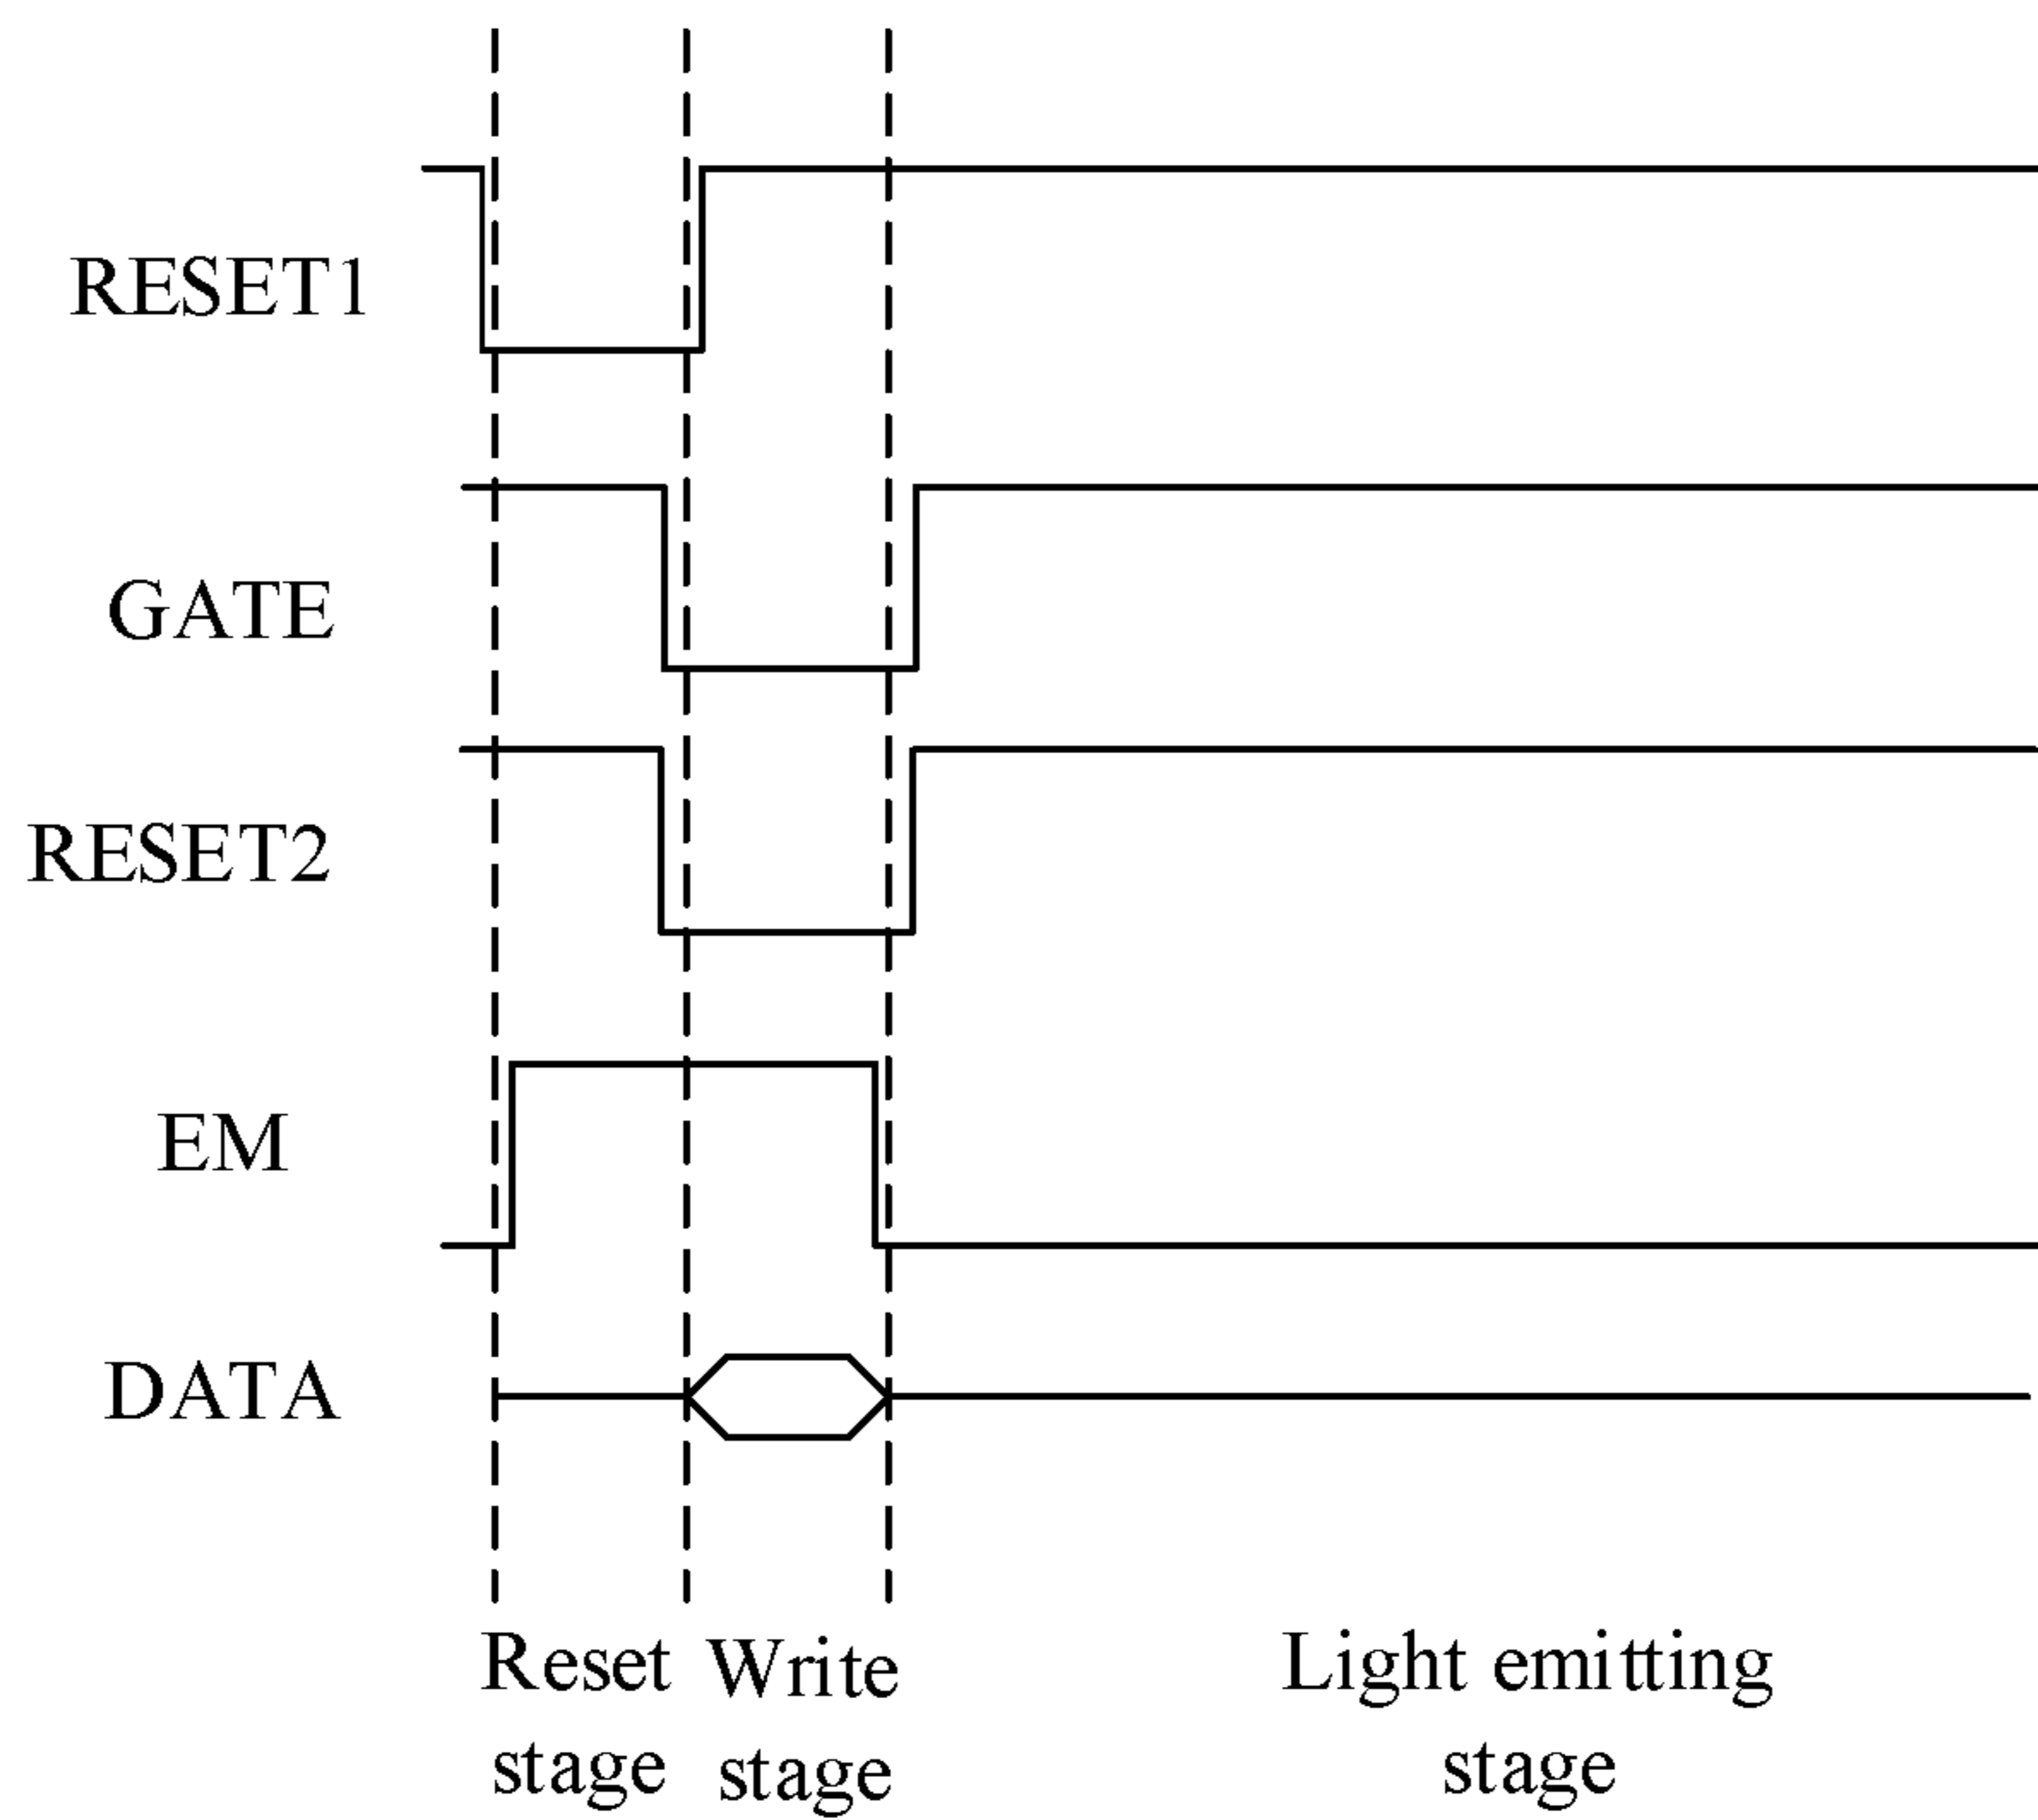 RESET1
GATE
RESET2
EM
DATA
Reset stage
Write stage
Light emitting stage